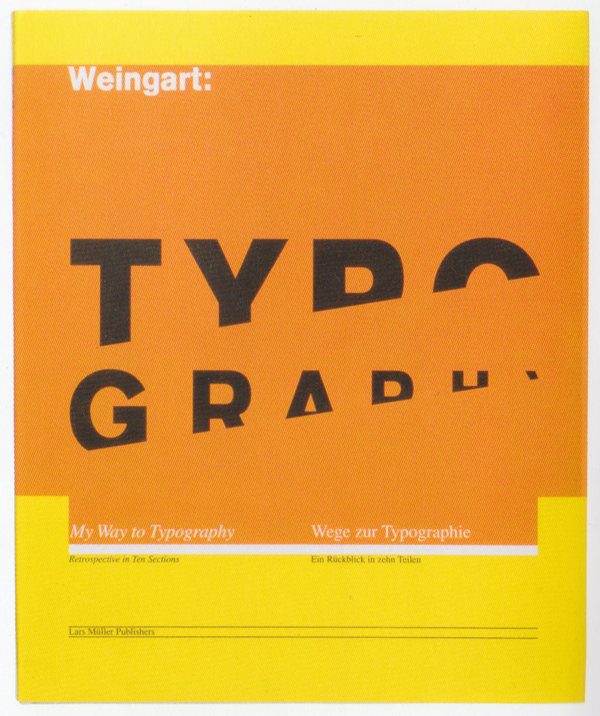 Weingart:
TYPO
GRAPHY
My Way to Typography
Wege zur Typographie
Retrospective in Ten Sections
Ein Rückblick in zehn Teilen
Lars Müller Publishers